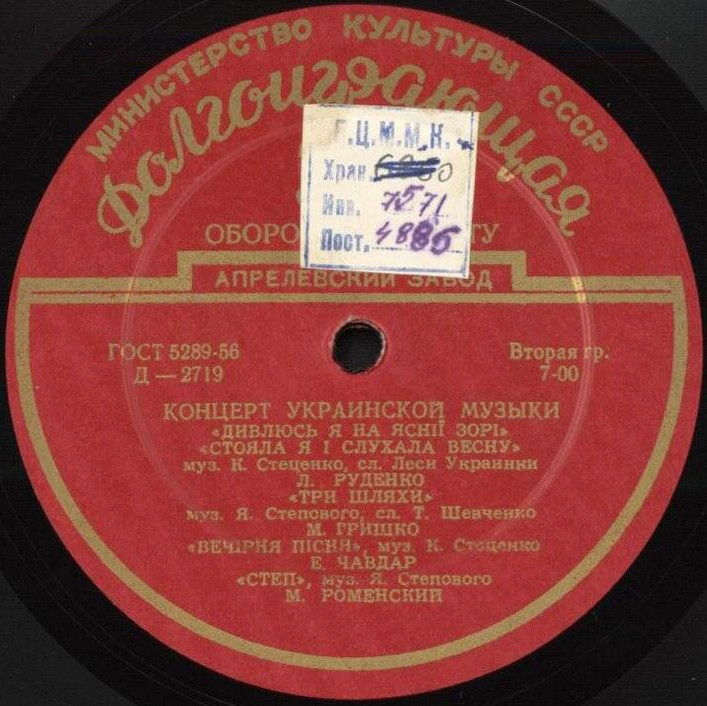 МИНИСТЕРСТВО КУЛЬТУРЫ СССР
Долгоиграющая
Г.Ц.М.М.К.
Хран.
Инв. 7571
Пост. 4886
АПРЕЛЕВСКИЙ ЗАВОД
ГОСТ 5289-56
Д — 2719
Вторая гр.
7-00
КОНЦЕРТ УКРАИНСКОЙ МУЗЫКИ
«ДИВЛЮСЬ Я НА ЯСНІЇ ЗОРІ»
«СТОЯЛА Я І СЛУХАЛА ВЕСНУ»
муз. К. Стеценко, сл. Леси Украинки
Л. РУДЕНКО
«ТРИ ШЛЯХИ»
муз. Я. Степового, сл. Т. Шевченко
М. ГРИШКО
«ВЕЧІРНЯ ПІСНЯ», муз. К. Стеценко
Е. ЧАВДАР
«СТЕП», муз. Я. Степового
М. РОМЕНСКИЙ